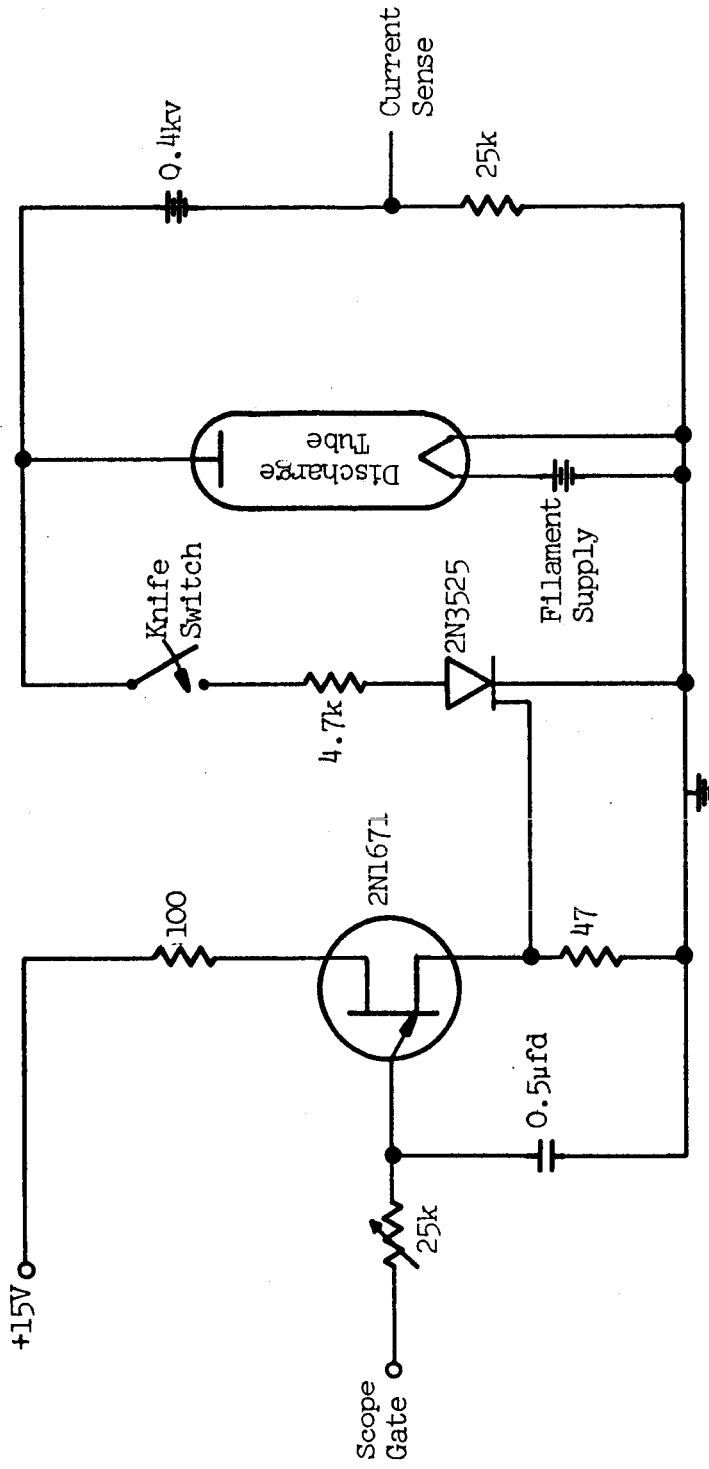 +15V
100
2N1671
Scope
Gate
25k
0.5µfd
47
Knife
Switch
4.7k
2N3525
Discharge
Tube
Filament
Supply
0.4kv
Current
Sense
25k